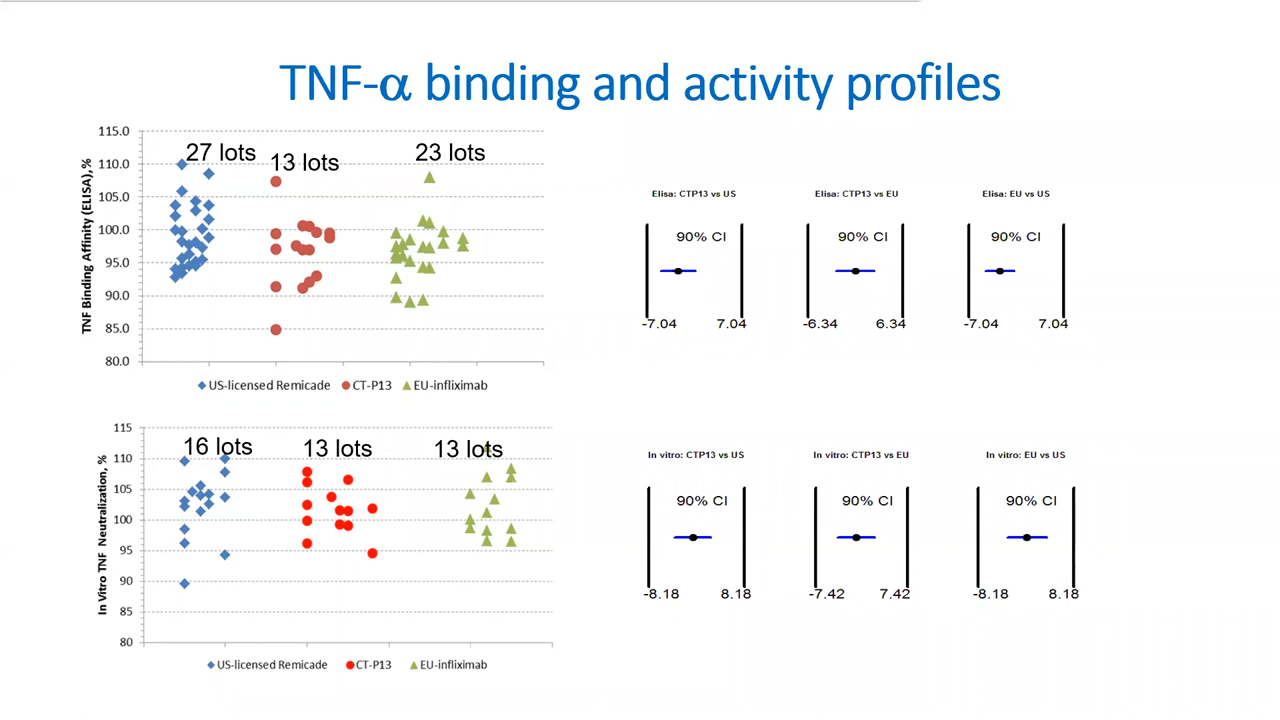 TNF-α binding and activity profiles
TNF Binding Affinity (ELISA),%
115.0
110.0
105.0
100.0
95.0
90.0
85.0
80.0
27 lots
13 lots
23 lots
US-licensed Remicade CT-P13 EU-infliximab
Elisa: CTP13 vs US
90% CI
-7.04 7.04
Elisa: CTP13 vs EU
90% CI
-6.34 6.34
Elisa: EU vs US
90% CI
-7.04 7.04
In Vitro TNF Neutralization, %
115
110
105
100
95
90
85
80
16 lots
13 lots
13 lots
US-licensed Remicade CT-P13 EU-infliximab
In vitro: CTP13 vs US
90% CI
-8.18 8.18
In vitro: CTP13 vs EU
90% CI
-7.42 7.42
In vitro: EU vs US
90% CI
-8.18 8.18